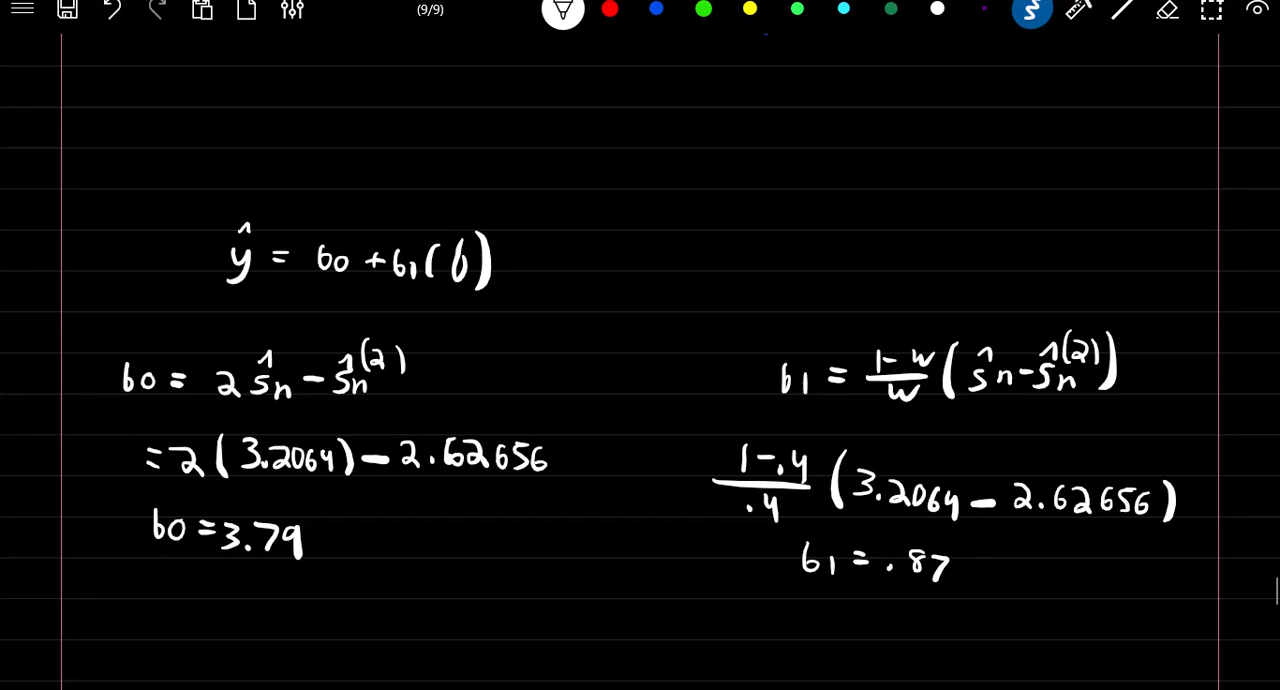 (9/9)
ŷ = b0 + b1(l)
b0 = 2ŝn - ŝn^(2)
= 2(3.2064) - 2.62656
b0 = 3.79
b1 = 1-w/w (ŝn - ŝn^(2))
1-.4/.4 (3.2064 - 2.62656)
b1 = .87